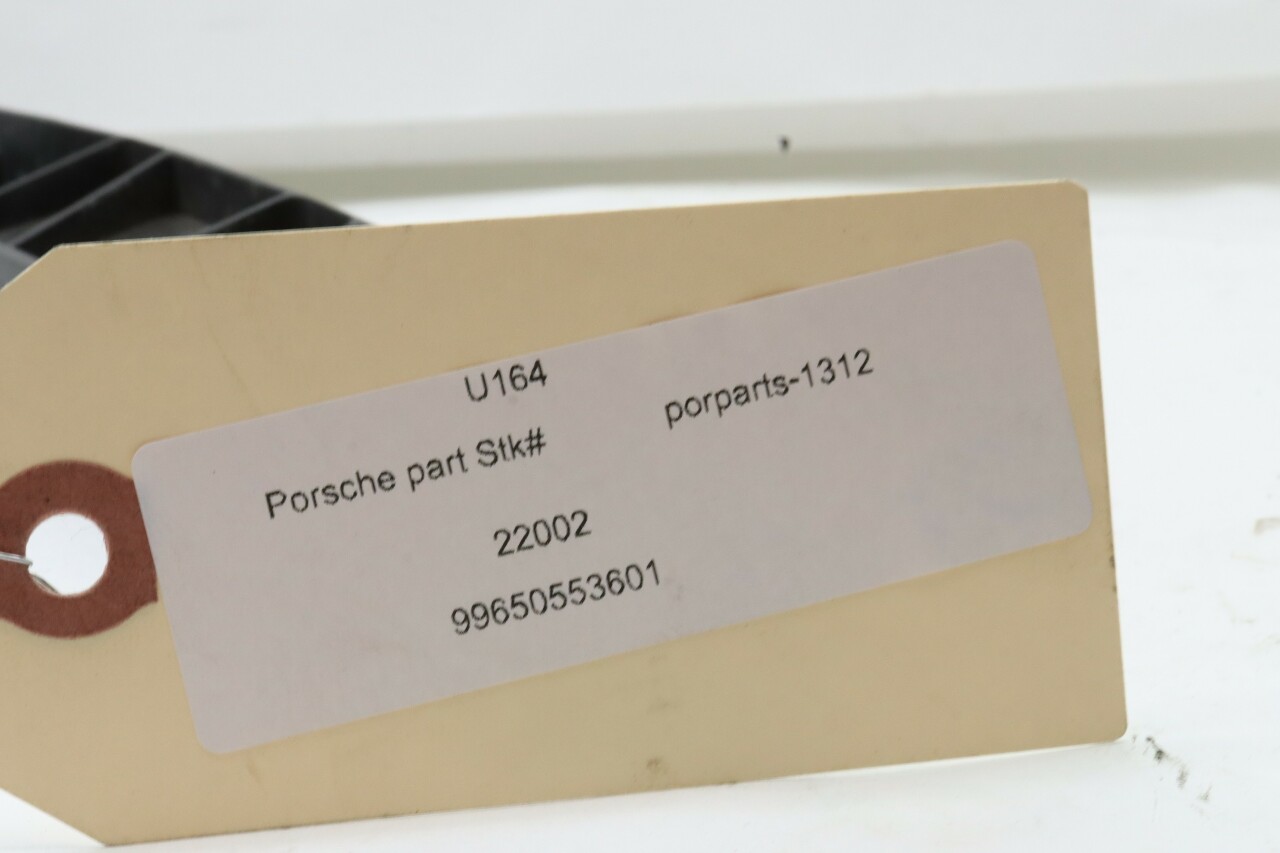 U164
Porsche part Stk# porparts-1312
22002
99650553601